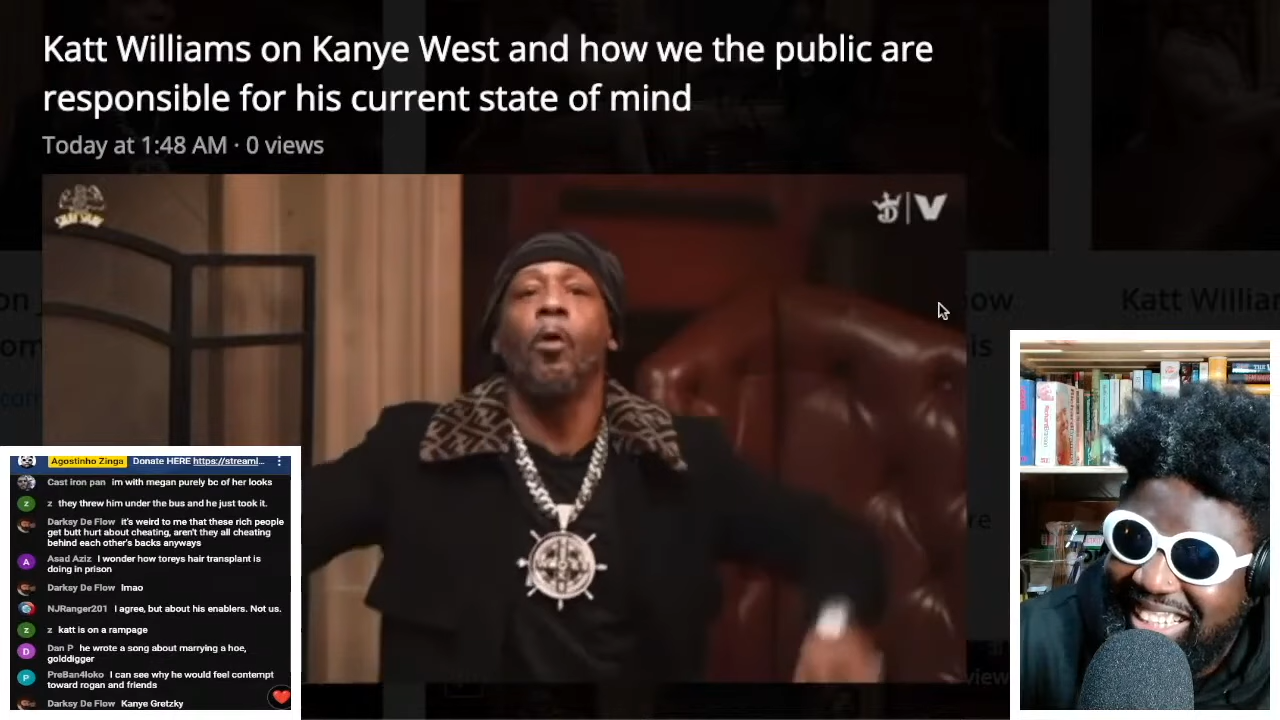 Katt Williams on Kanye West and how we the public are
responsible for his current state of mind
Today at 1:48 AM · 0 views
Katt Williar
Agostinho Zinga Donate HERE https://streaml...
Cast iron pan im with megan purely bc of her looks
z they threw him under the bus and he just took it.
Darksy De Flow it's weird to me that these rich people
get butt hurt about cheating, aren't they all cheating
behind each other's backs anyways
Asad Aziz I wonder how toreys hair transplant is
doing in prison
Darksy De Flow lmao
NJRanger201 I agree, but about his enablers. Not us.
z katt is on a rampage
Dan P he wrote a song about marrying a hoe,
golddigger
PreBan4loko I can see why he would feel contempt
toward rogan and friends
Darksy De Flow Kanye Gretzky